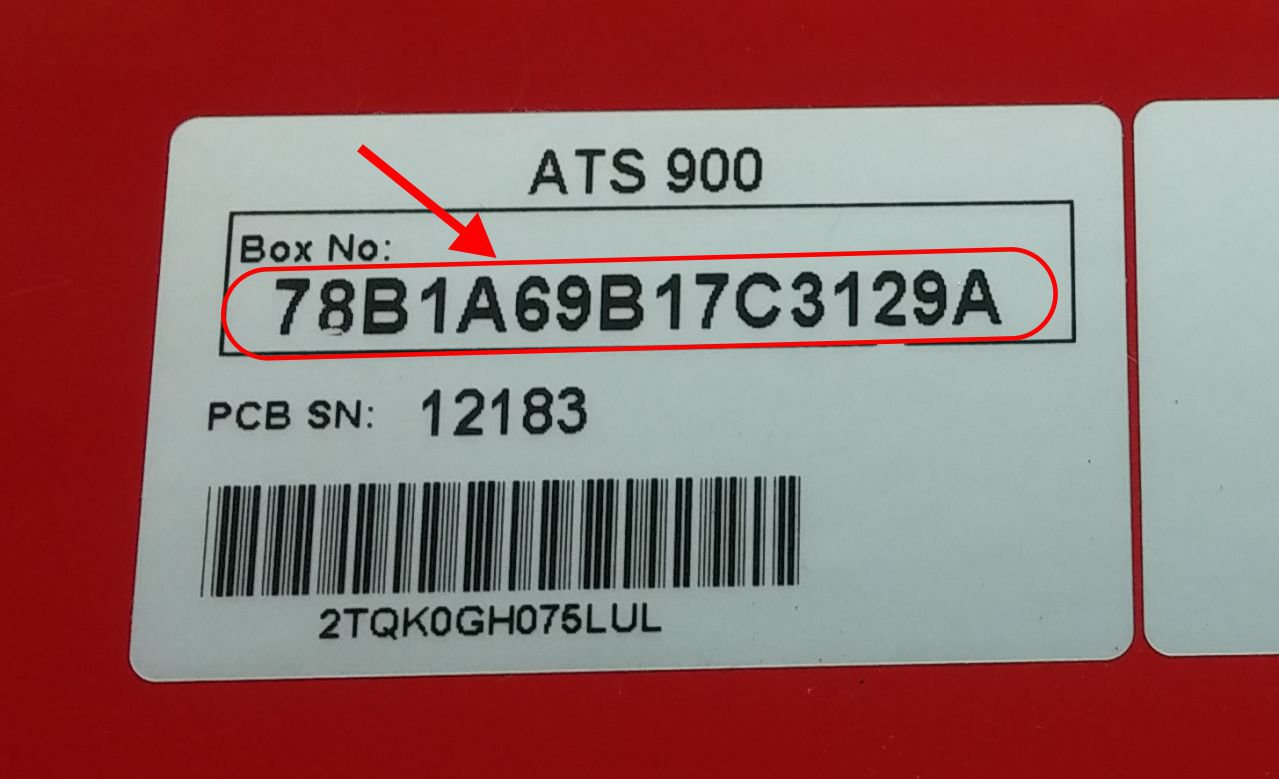 ATS 900
Box No:
78B1A69B17C3129A
PCB SN: 12183
2TQK0GH075LUL